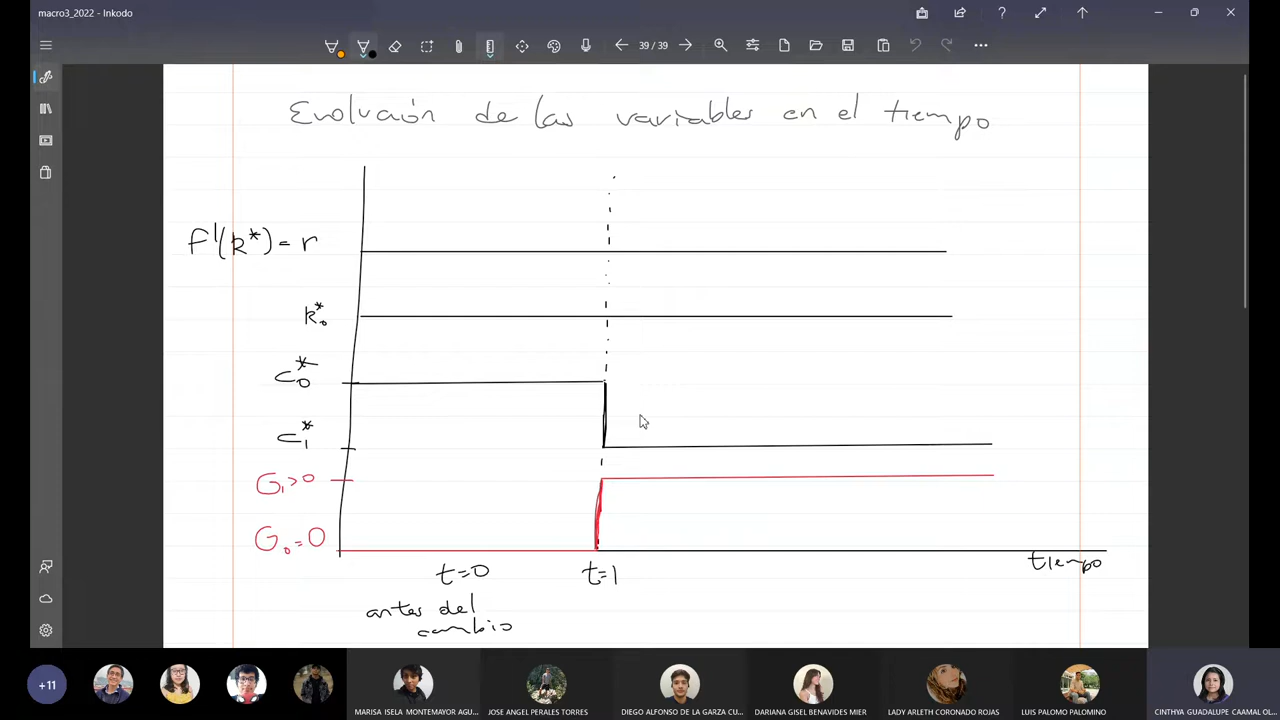 macro3_2022 - Inkodo
39 / 39
Evolución de las variables en el tiempo
F'(k*) = r
k*₀
c*₀
c*₁
G₁>0
G₀=0
t=0
t=1
tiempo
antes del
cambio
+11
MARISA ISELA MONTEMAYOR AGU...
JOSE ANGEL PERALES TORRES
DIEGO ALFONSO DE LA GARZA CU...
DARIANA GISEL BENAVIDES MIER
LADY ARLETH CORONADO ROJAS
LUIS PALOMO PALOMINO
CINTHYA GUADALUPE CAAMAL OL...